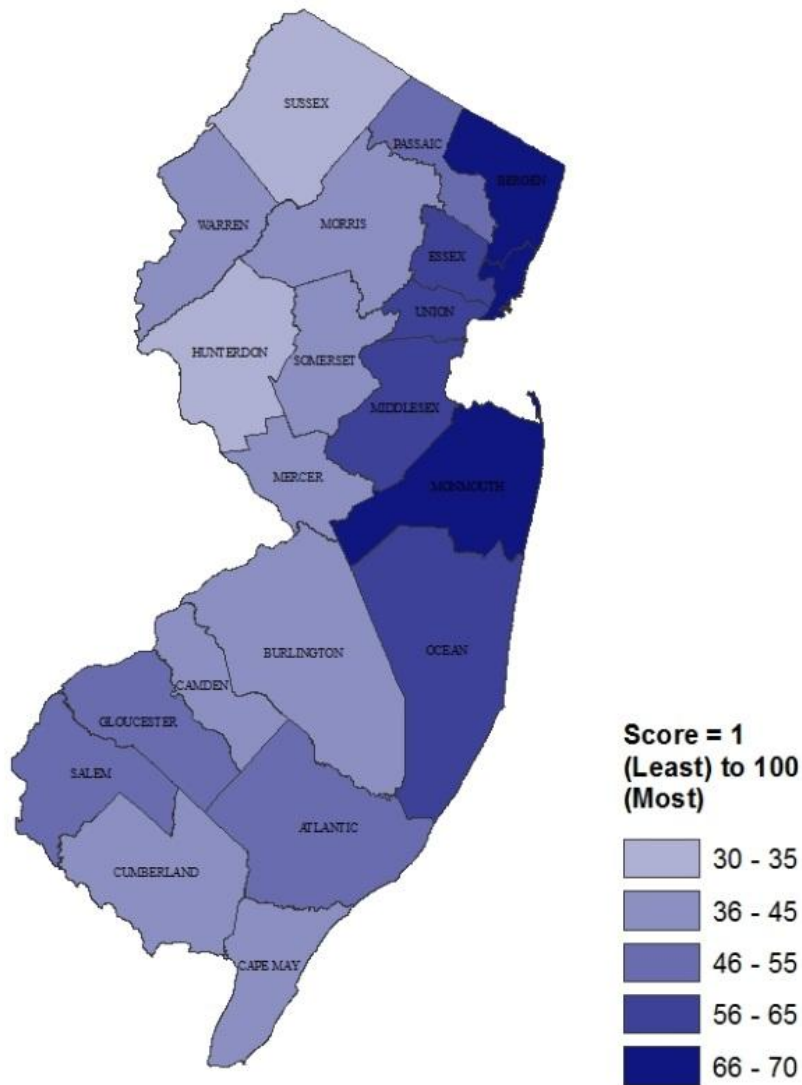 SUSSEX
PASSAIC
BERGEN
WARREN
MORRIS
ESSEX
UNION
HUNTERDON
SOMERSET
MIDDLESEX
MERCER
MONMOUTH
BURLINGTON
OCEAN
CAMDEN
GLOUCESTER
SALEM
ATLANTIC
CUMBERLAND
CAPE MAY
Score = 1
(Least) to 100
(Most)
30 - 35
36 - 45
46 - 55
56 - 65
66 - 70